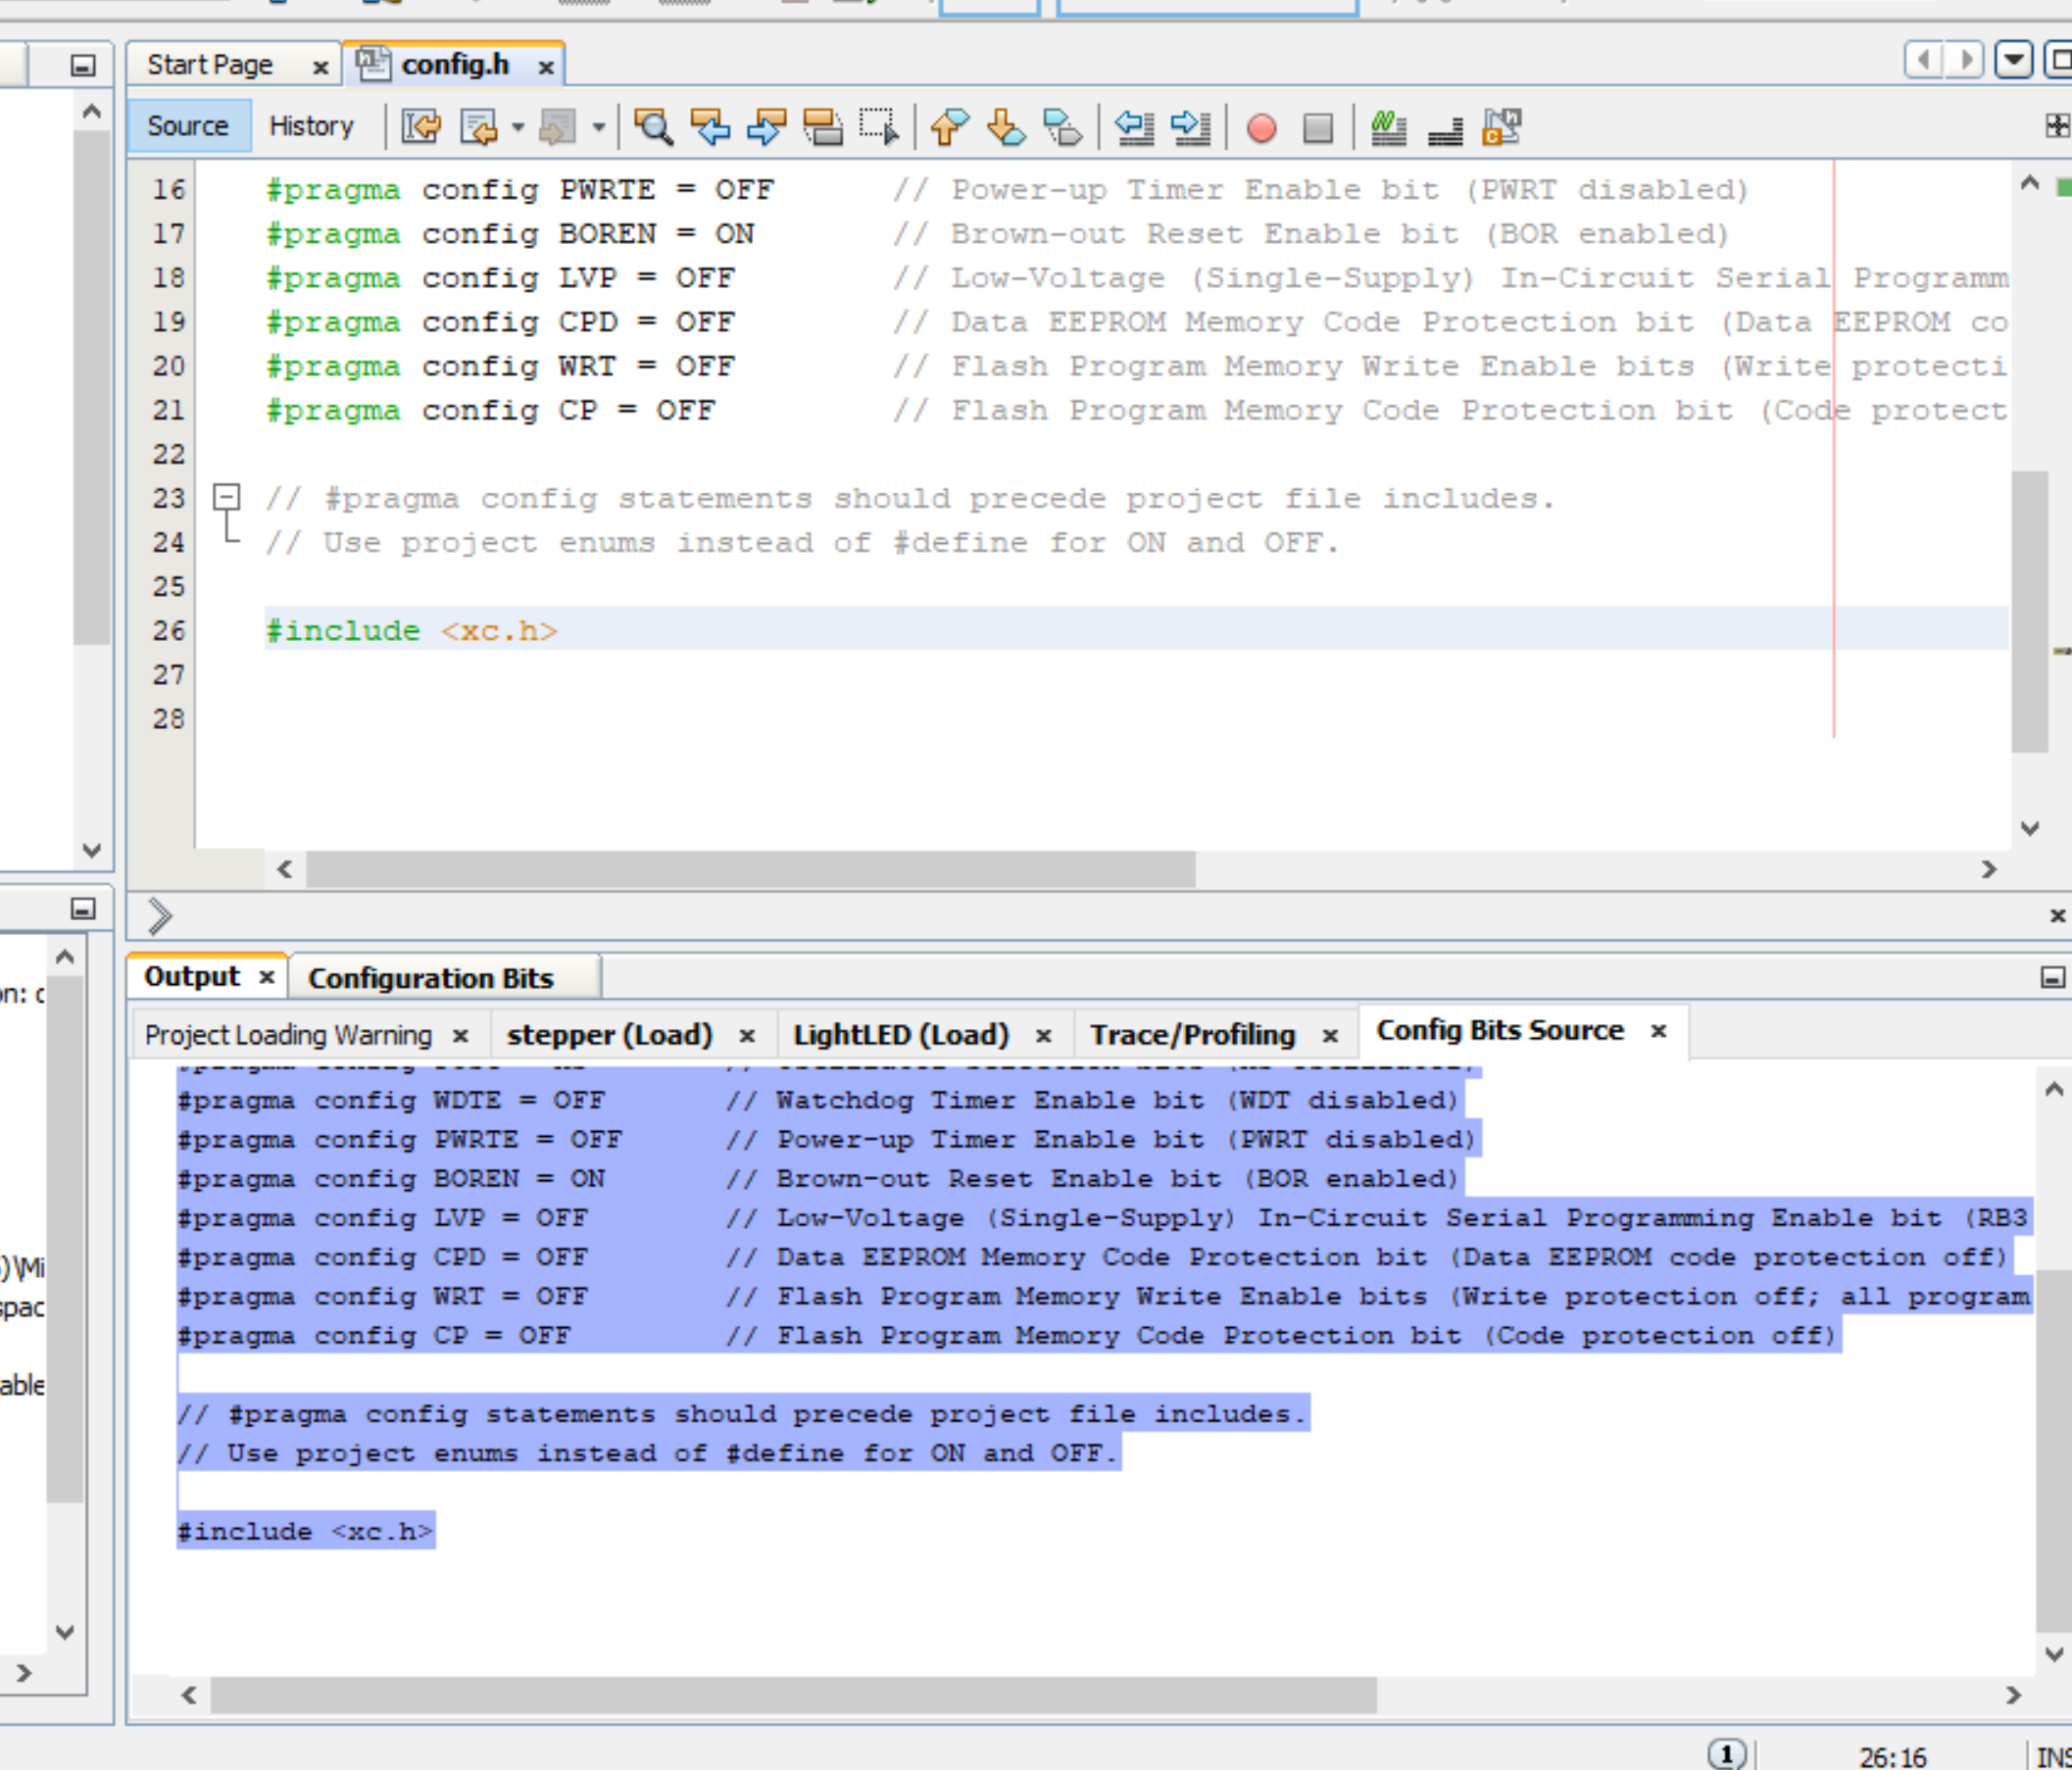 Start Page
config.h
Source History
16 #pragma config PWRTE = OFF // Power-up Timer Enable bit (PWRT disabled)
17 #pragma config BOREN = ON // Brown-out Reset Enable bit (BOR enabled)
18 #pragma config LVP = OFF // Low-Voltage (Single-Supply) In-Circuit Serial Programm
19 #pragma config CPD = OFF // Data EEPROM Memory Code Protection bit (Data EEPROM co
20 #pragma config WRT = OFF // Flash Program Memory Write Enable bits (Write protecti
21 #pragma config CP = OFF // Flash Program Memory Code Protection bit (Code protect
22
23 // #pragma config statements should precede project file includes.
24 // Use project enums instead of #define for ON and OFF.
25
26 #include <xc.h>
27
28
Output Configuration Bits
on: c
Project Loading Warning stepper (Load) LightLED (Load) Trace/Profiling Config Bits Source
#pragma config WDTE = OFF // Watchdog Timer Enable bit (WDT disabled)
#pragma config PWRTE = OFF // Power-up Timer Enable bit (PWRT disabled)
#pragma config BOREN = ON // Brown-out Reset Enable bit (BOR enabled)
#pragma config LVP = OFF // Low-Voltage (Single-Supply) In-Circuit Serial Programming Enable bit (RB3
#pragma config CPD = OFF // Data EEPROM Memory Code Protection bit (Data EEPROM code protection off)
)\Mi
#pragma config WRT = OFF // Flash Program Memory Write Enable bits (Write protection off; all program
spac
#pragma config CP = OFF // Flash Program Memory Code Protection bit (Code protection off)
able
// #pragma config statements should precede project file includes.
// Use project enums instead of #define for ON and OFF.
#include <xc.h>
1 26:16 INS